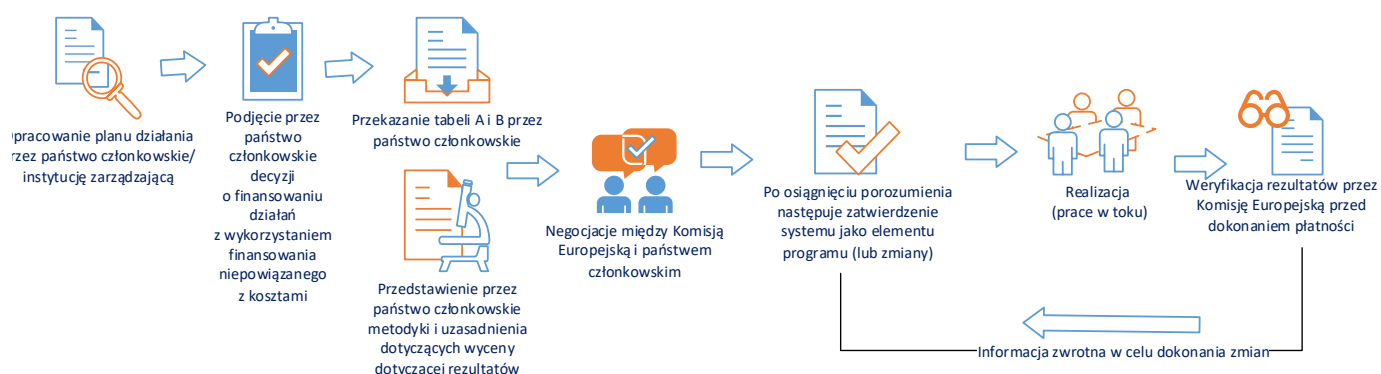 pracowanie planu działania
rzez państwo członkowskie/
instytucję zarządzającą
Podjęcie przez
państwo
członkowskie
decyzji
o finansowaniu
działań
z wykorzystaniem
finansowania
niepowiązanego
z kosztami
Przekazanie tabeli A i B przez
państwo członkowskie
Przedstawienie przez
państwo członkowskie
metodyki i uzasadnienia
dotyczących wyceny
dotyczącej rezultatów
Negocjacje między Komisją
Europejską i państwem
członkowskim
Po osiągnięciu porozumienia
następuje zatwierdzenie
systemu jako elementu
programu (lub zmiany)
Realizacja
(prace w toku)
Weryfikacja rezultatów przez
Komisję Europejską przed
dokonaniem płatności
Informacja zwrotna w celu dokonania zmian